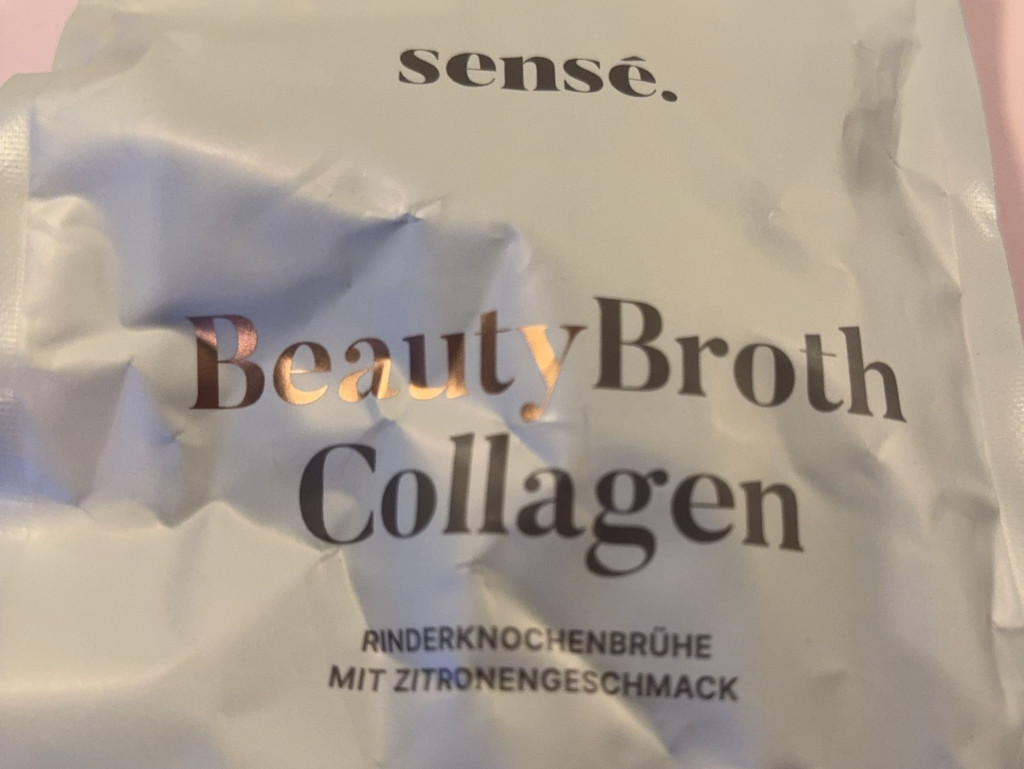 sensé.
BeautyBroth
Collagen
RINDERKNOCHENBRÜHE
MIT ZITRONENGESCHMACK